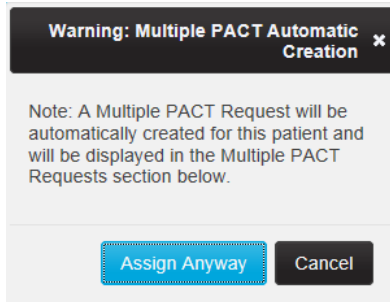 Warning: Multiple PACT Automatic
Creation ×
Note: A Multiple PACT Request will be
automatically created for this patient and
will be displayed in the Multiple PACT
Requests section below.
Assign Anyway Cancel